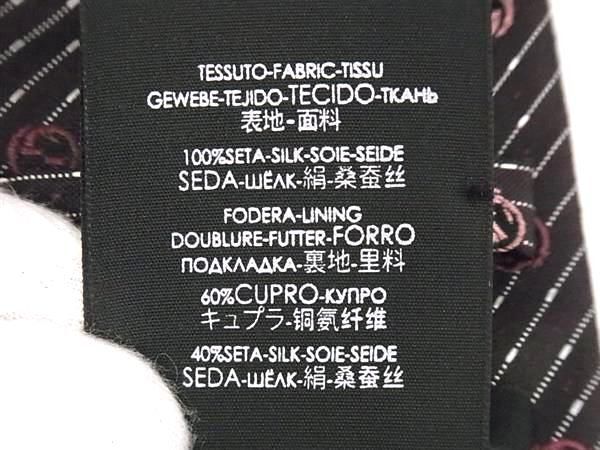 TESSUTO-FABRIC-TISSU
GEWEBE-TEJIDO-TECIDO-ТКАНЬ
表地-面料
100%SETA-SILK-SOIE-SEIDE
SEDA-ШЁЛК-絹-桑蚕丝
FODERA-LINING
DOUBLURE-FUTTER-FORRO
ПОДКЛАДКА-裏地-里料
60%CUPRO-КУПРО
キュプラ-铜氨纤维
40%SETA-SILK-SOIE-SEIDE
SEDA-ШЁЛК-絹-桑蚕丝